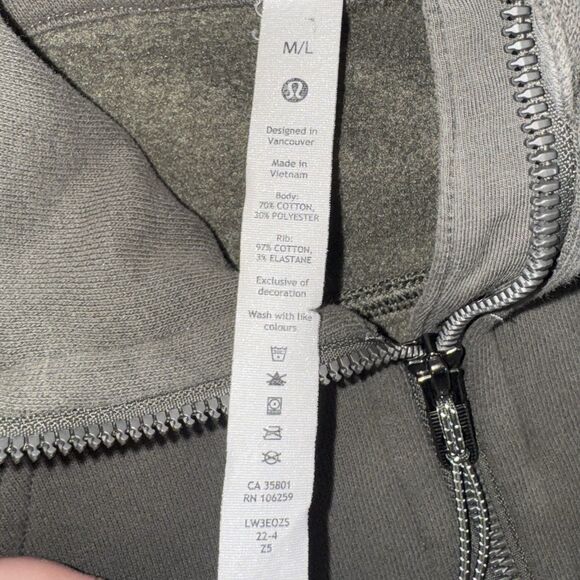 M/L
Designed in
Vancouver
Made in
Vietnam
Body:
70% COTTON,
30% POLYESTER
Rib:
97% COTTON,
3% ELASTANE
Exclusive of
decoration
Wash with like
colours
CA 35801
RN 106259
LW3EOZS
22-4
25